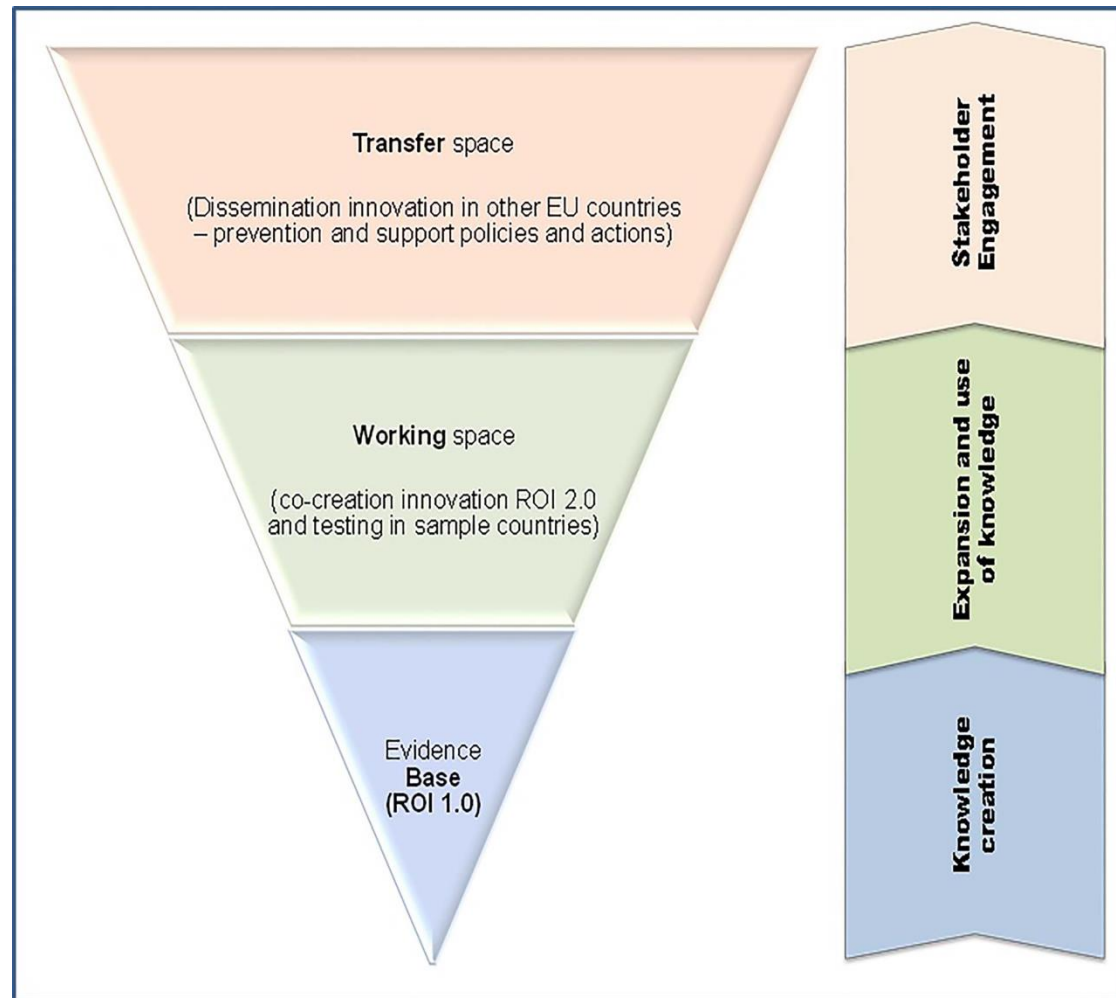 Transfer space
(Dissemination innovation in other EU countries
– prevention and support policies and actions)
Working space
(co-creation innovation ROI 2.0
and testing in sample countries)
Evidence
Base
(ROI 1.0)
Stakeholder
Engagement
Expansion and use
of knowledge
Knowledge
creation